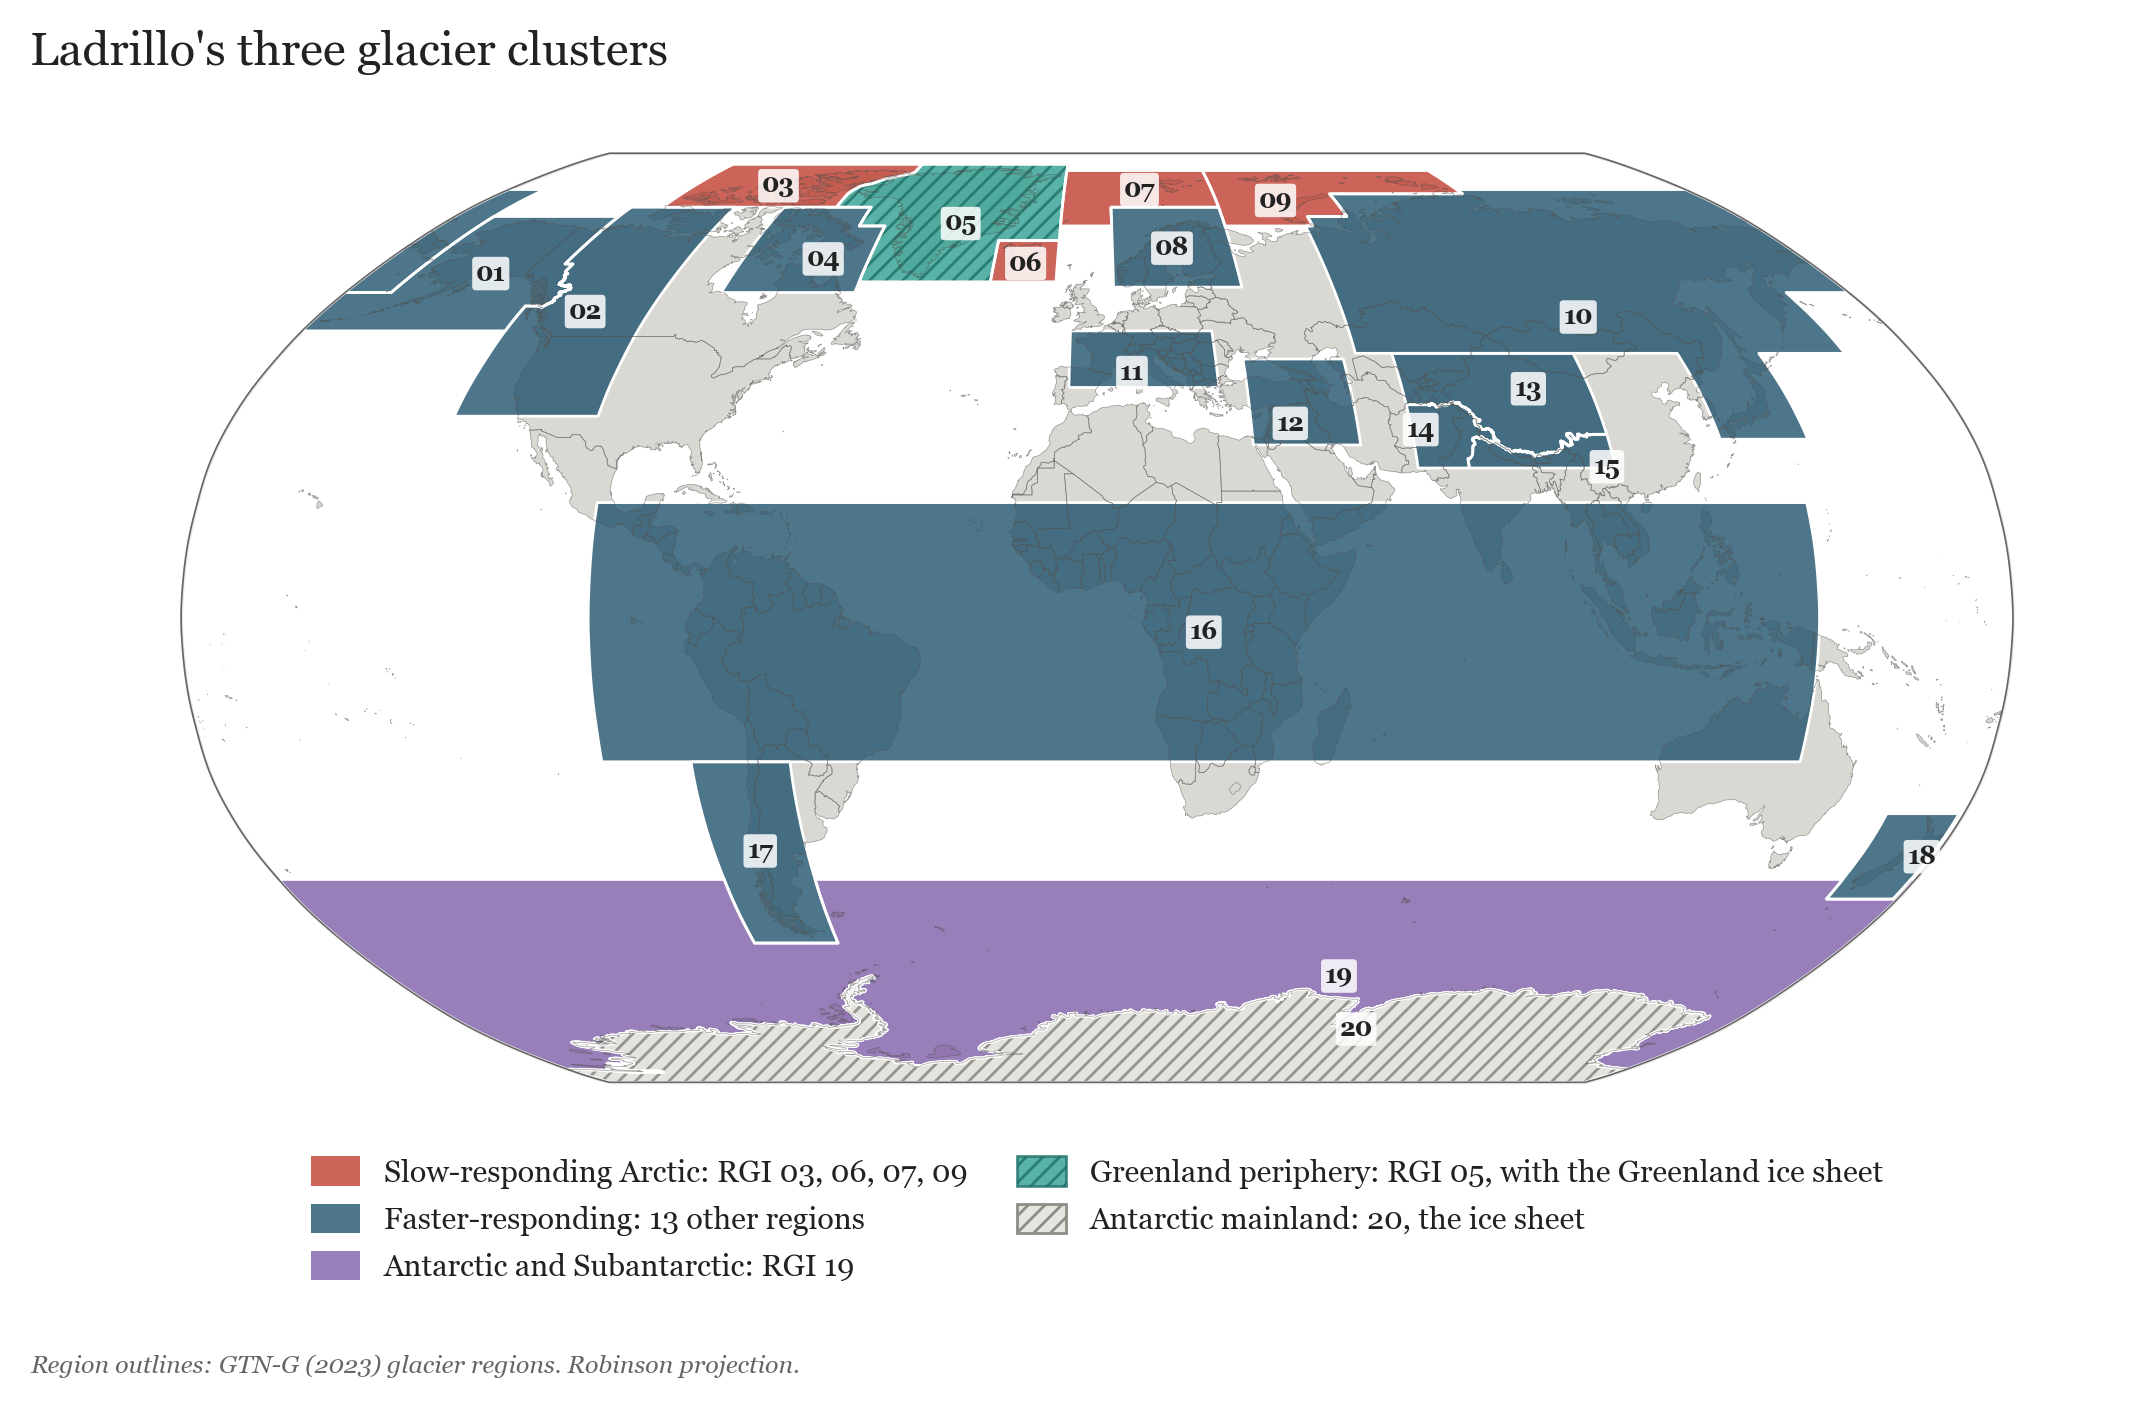 Ladrillo's three glacier clusters
03
07
09
05
01
04
08
06
02
10
11
13
12
14
15
16
17
18
19
20
Slow-responding Arctic: RGI 03, 06, 07, 09
Faster-responding: 13 other regions
Antarctic and Subantarctic: RGI 19
Greenland periphery: RGI 05, with the Greenland ice sheet
Antarctic mainland: 20, the ice sheet
Region outlines: GTN-G (2023) glacier regions. Robinson projection.